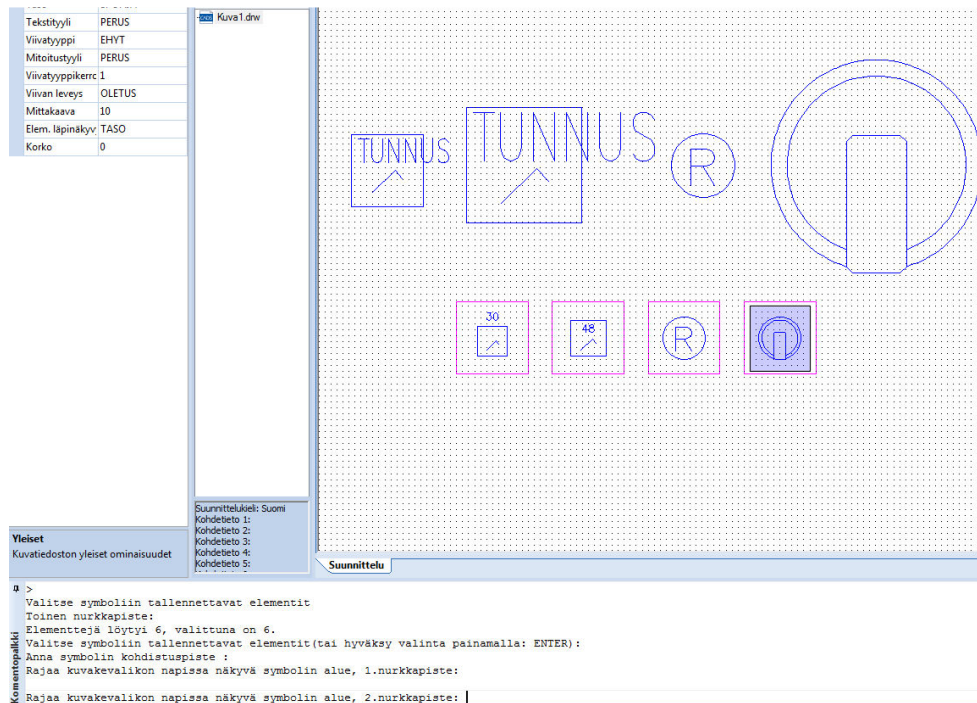 Tekstityyli PERUS
Viivatyyppi EHYT
Mitoitustyyli PERUS
Viivatyyppikerrc 1
Viivan leveys OLETUS
Mittakaava 10
Elem. läpinäkyv TASO
Korko 0
Kuva1.drw
TUNNUS
TUNNUS
R
30
48
R
Suunnittelukieli: Suomi
Kohdetieto 1:
Kohdetieto 2:
Kohdetieto 3:
Kohdetieto 4:
Kohdetieto 5:
Yleiset
Kuvatiedoston yleiset ominaisuudet
Suunnittelu
Komentopalkki
>
Valitse symboliin tallennettavat elementit
Toinen nurkkapiste:
Elementtejä löytyi 6, valittuna on 6.
Valitse symboliin tallennettavat elementit(tai hyväksy valinta painamalla: ENTER):
Anna symbolin kohdistuspiste :
Rajaa kuvakevalikon napissa näkyvä symbolin alue, 1.nurkkapiste:
Rajaa kuvakevalikon napissa näkyvä symbolin alue, 2.nurkkapiste: